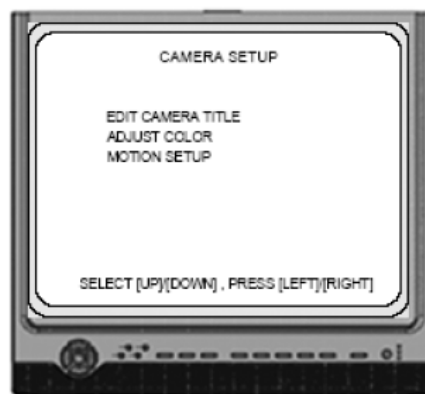 CAMERA SETUP
EDIT CAMERA TITLE
ADJUST COLOR
MOTION SETUP
SELECT [UP]/[DOWN] , PRESS [LEFT]/[RIGHT]